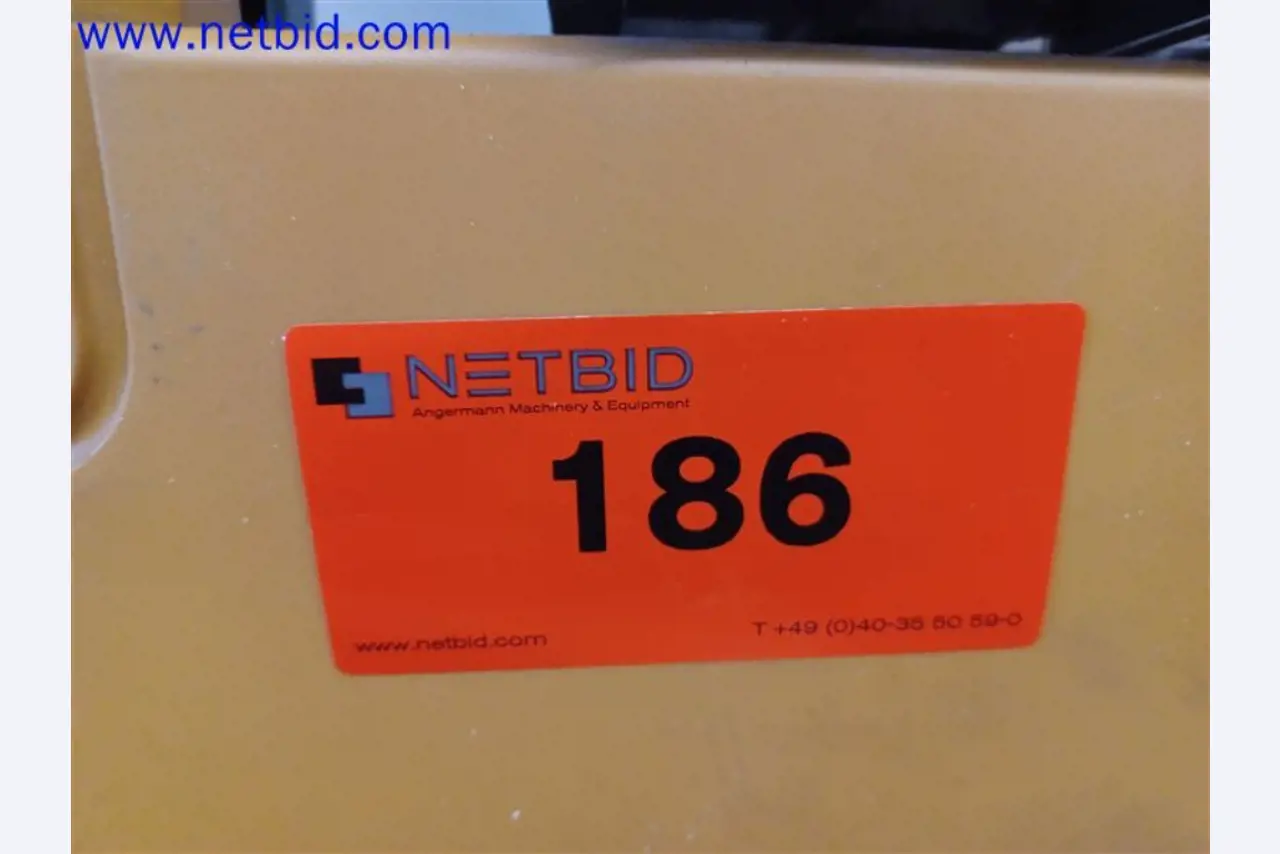 www.netbid.com
NETBID
Angermann Machinery & Equipment
186
www.netbid.com
T +49 (0)40-35 50 59-0